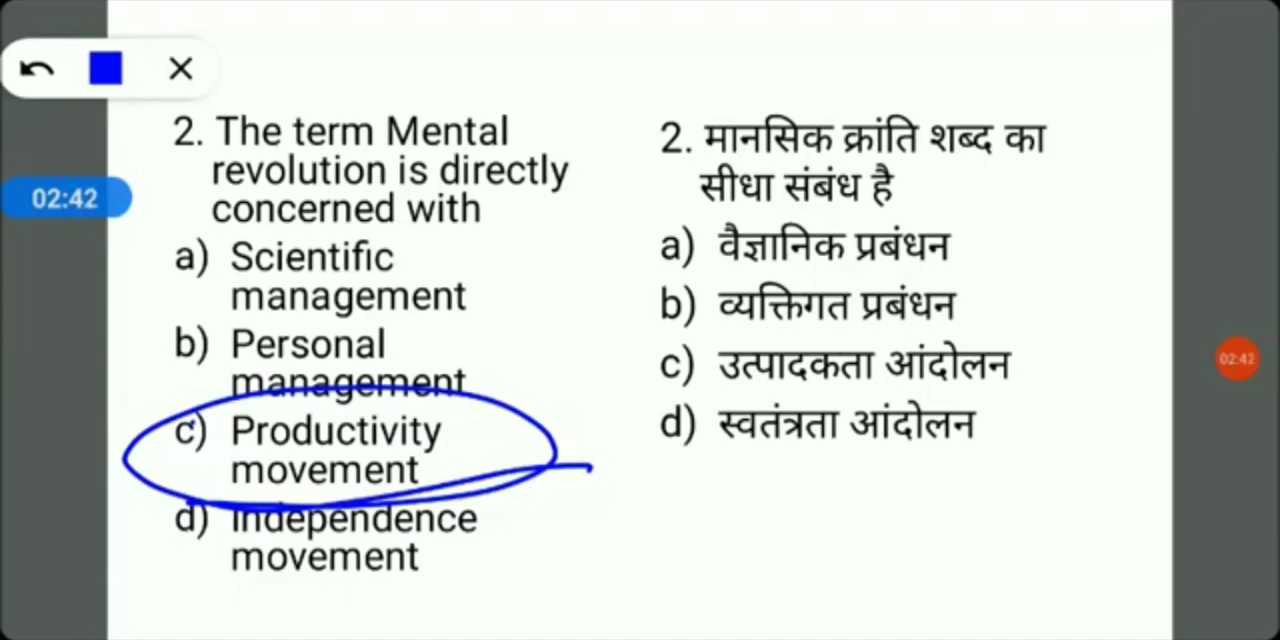 02:42
2. The term Mental
revolution is directly
concerned with
a) Scientific
management
b) Personal
management
c) Productivity
movement
d) Independence
movement
2. मानसिक क्रांति शब्द का
सीधा संबंध है
a) वैज्ञानिक प्रबंधन
b) व्यक्तिगत प्रबंधन
c) उत्पादकता आंदोलन
d) स्वतंत्रता आंदोलन
02:42